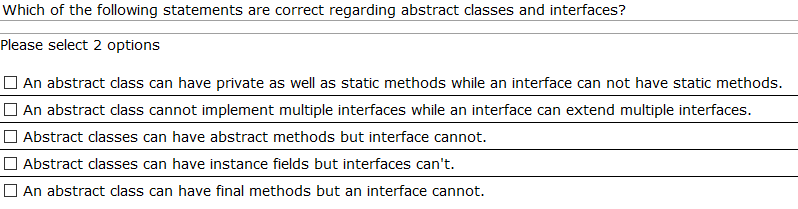 Which of the following statements are correct regarding abstract classes and interfaces?
Please select 2 options
An abstract class can have private as well as static methods while an interface can not have static methods.
An abstract class cannot implement multiple interfaces while an interface can extend multiple interfaces.
Abstract classes can have abstract methods but interface cannot.
Abstract classes can have instance fields but interfaces can't.
An abstract class can have final methods but an interface cannot.